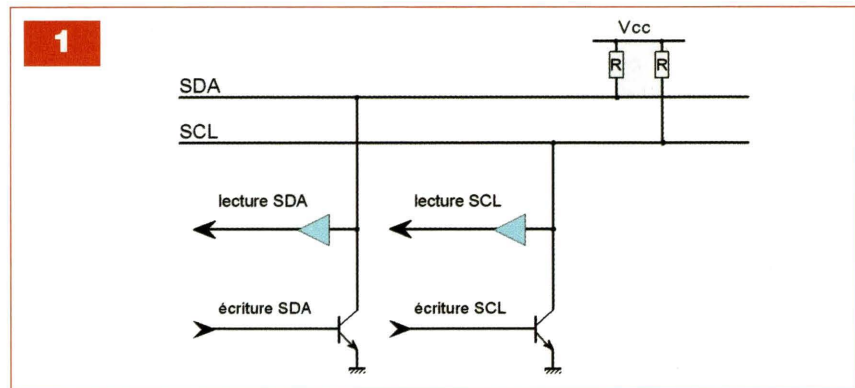 1
Vcc
R R
SDA
SCL
lecture SDA lecture SCL
écriture SDA écriture SCL